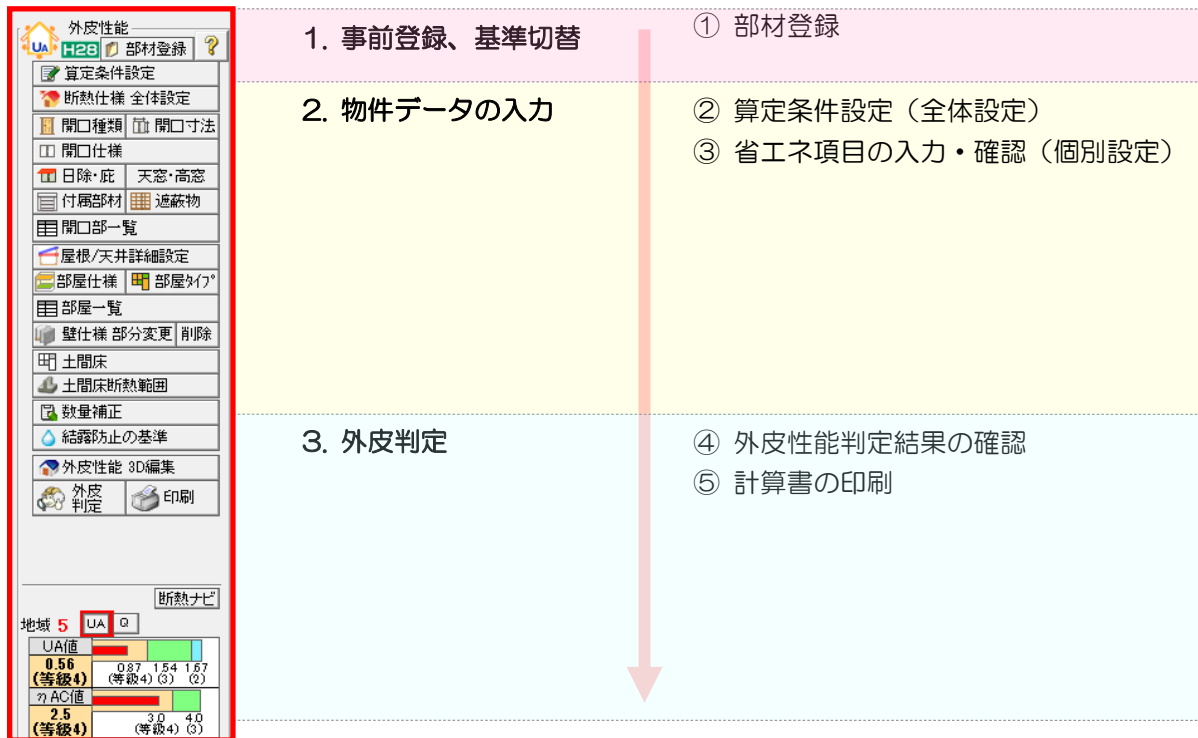 外皮性能
UA H28 部材登録 ?
算定条件設定
断熱仕様 全体設定
開口種類 開口寸法
開口仕様
日除・庇 天窓・高窓
付属部材 遮蔽物
開口部一覧
屋根/天井詳細設定
部屋仕様 部屋ﾀｲﾌﾟ
部屋一覧
壁仕様 部分変更 削除
土間床
土間床断熱範囲
数量補正
結露防止の基準
外皮性能 3D編集
外皮判定 印刷
断熱ナビ
地域 5 UA Q
UA値
0.56 0.87 1.54 1.67
(等級4) (等級4) (3) (2)
η AC値
2.5 3.0 4.0
(等級4) (等級4) (3)
1. 事前登録、基準切替
① 部材登録
2. 物件データの入力
② 算定条件設定（全体設定）
③ 省エネ項目の入力・確認（個別設定）
3. 外皮判定
④ 外皮性能判定結果の確認
⑤ 計算書の印刷